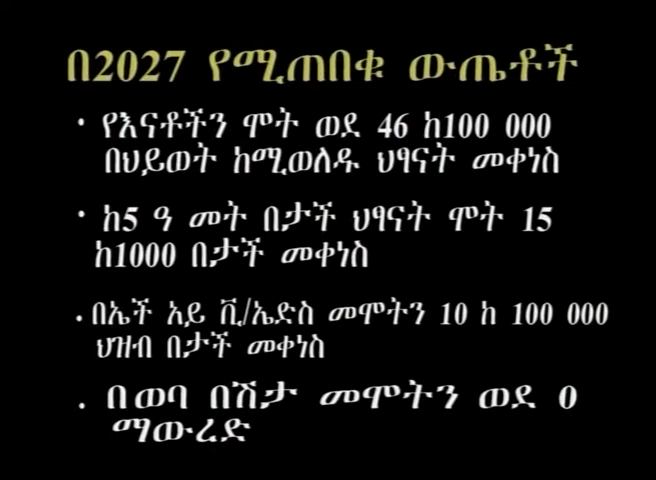 በ2027 የሚጠበቁ ውጤቶች
· የእናቶችን ሞት ወደ 46 ከ100 000
በህይወት ከሚወለዱ ህፃናት መቀነስ
· ከ5 ዓ መት በታች ህፃናት ሞት 15
ከ1000 በታች መቀነስ
. በኤች አይ ቪ/ኤድስ መሞትን 10 ከ 100 000
ህዝብ በታች መቀነስ
. በወባ በሽታ መሞትን ወደ 0
ማውረድ